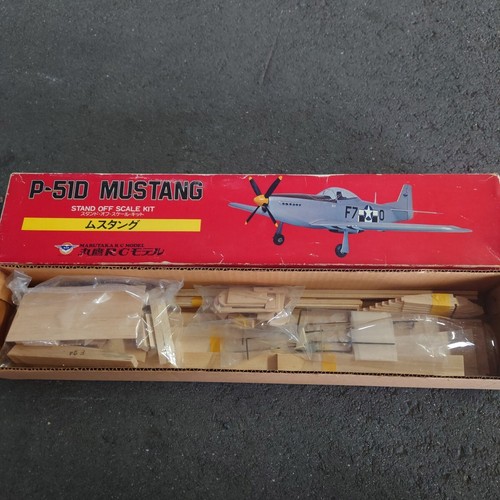 P-51D MUSTANG
STAND OFF SCALE KIT
スタンド・オフ・スケール・キット
ムスタング
MARUTAKA R/C MODEL
丸鷹R/Cモデル
F7 O